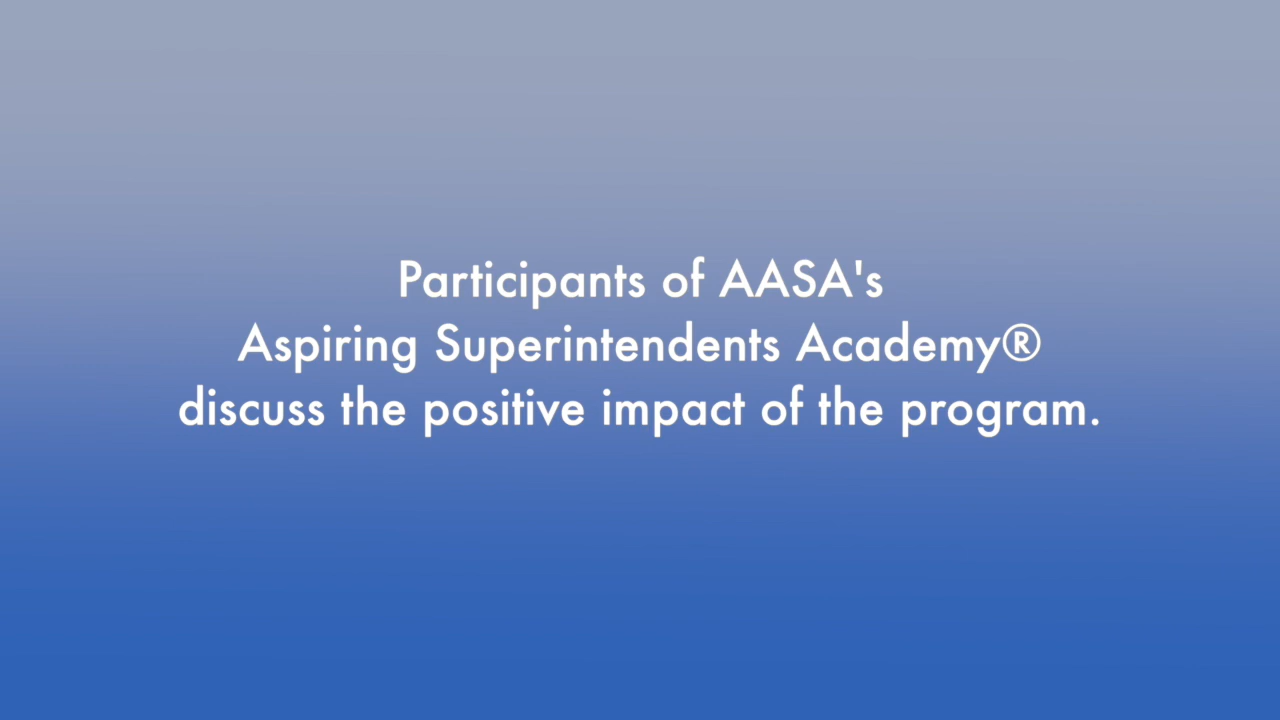 Participants of AASA's
Aspiring Superintendents Academy®
discuss the positive impact of the program.